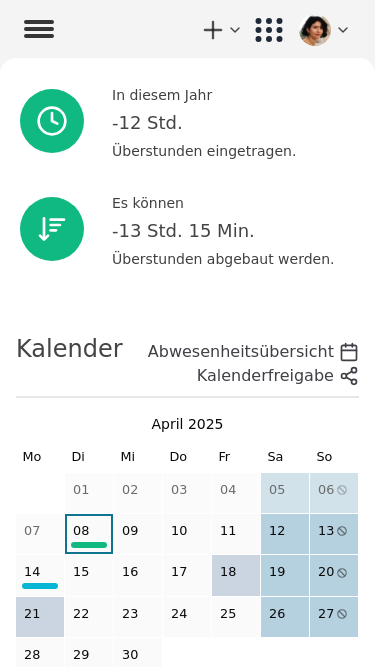 In diesem Jahr
-12 Std.
Überstunden eingetragen.
Es können
-13 Std. 15 Min.
Überstunden abgebaut werden.
Kalender
Abwesenheitsübersicht
Kalenderfreigabe
April 2025
Mo Di Mi Do Fr Sa So
01 02 03 04 05 06
07 08 09 10 11 12 13
14 15 16 17 18 19 20
21 22 23 24 25 26 27
28 29 30